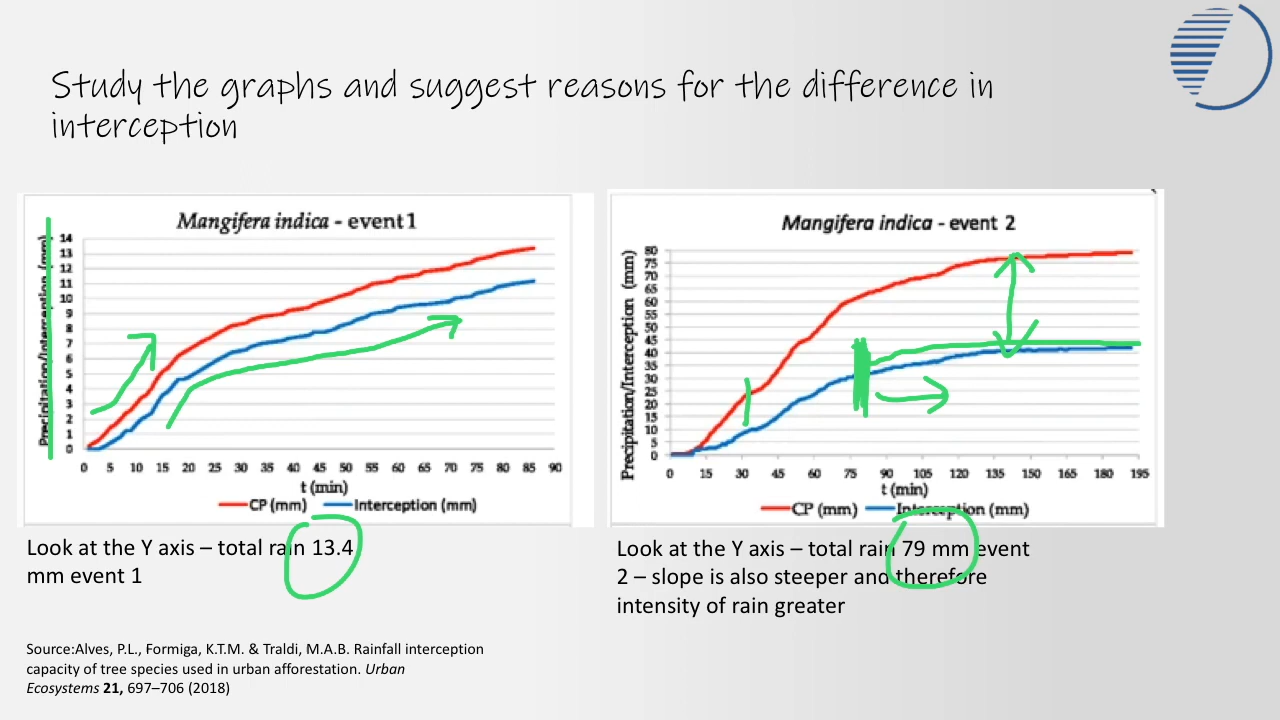 Study the graphs and suggest reasons for the difference in
interception
Mangifera indica - event 1
Precipitation/Interception (mm)
14
13
12
11
10
9
8
7
6
5
4
3
2
1
0
0 5 10 15 20 25 30 35 40 45 50 55 60 65 70 75 80 85 90
t (min)
CP (mm) Interception (mm)
Mangifera indica - event 2
Precipitation/Interception (mm)
80
75
70
65
60
55
50
45
40
35
30
25
20
15
10
5
0
0 15 30 45 60 75 90 105 120 135 150 165 180 195
t (min)
CP (mm) Interception (mm)
Look at the Y axis – total rain 13.4
mm event 1
Look at the Y axis – total rain 79 mm event
2 – slope is also steeper and therefore
intensity of rain greater
Source:Alves, P.L., Formiga, K.T.M. & Traldi, M.A.B. Rainfall interception
capacity of tree species used in urban afforestation. Urban
Ecosystems 21, 697–706 (2018)